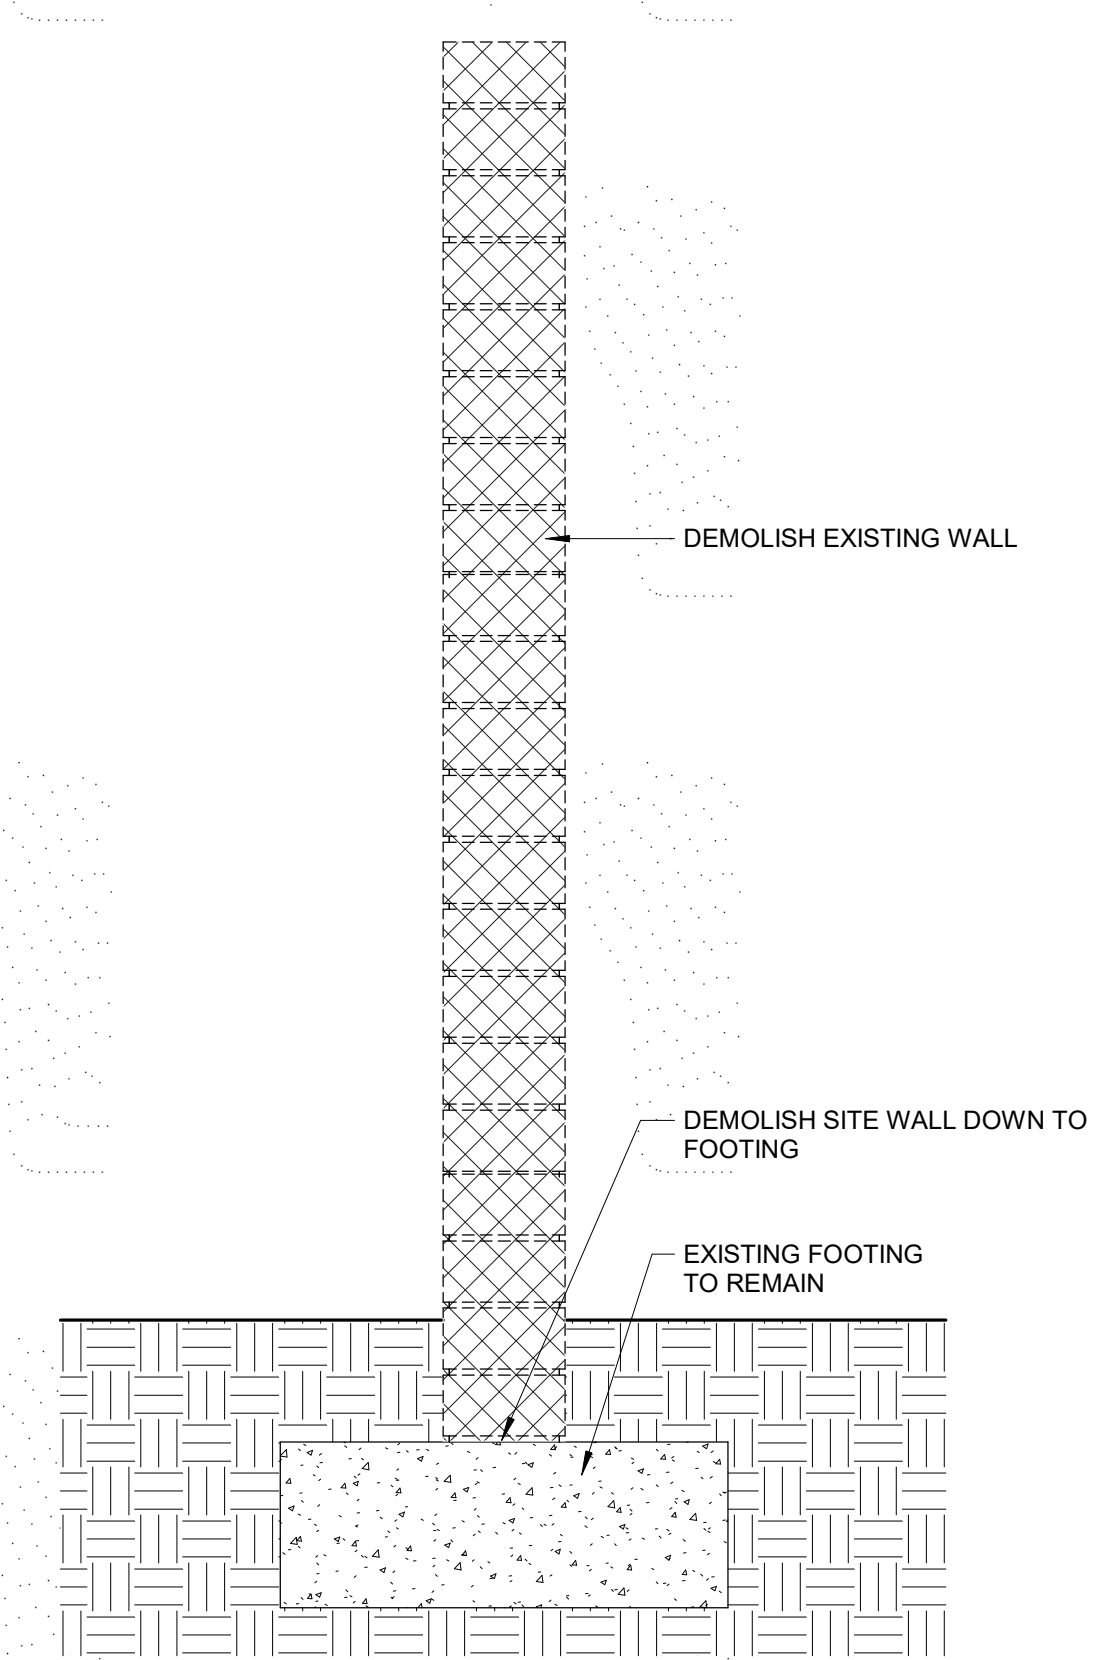 DEMOLISH EXISTING WALL
DEMOLISH SITE WALL DOWN TO
FOOTING
EXISTING FOOTING
TO REMAIN